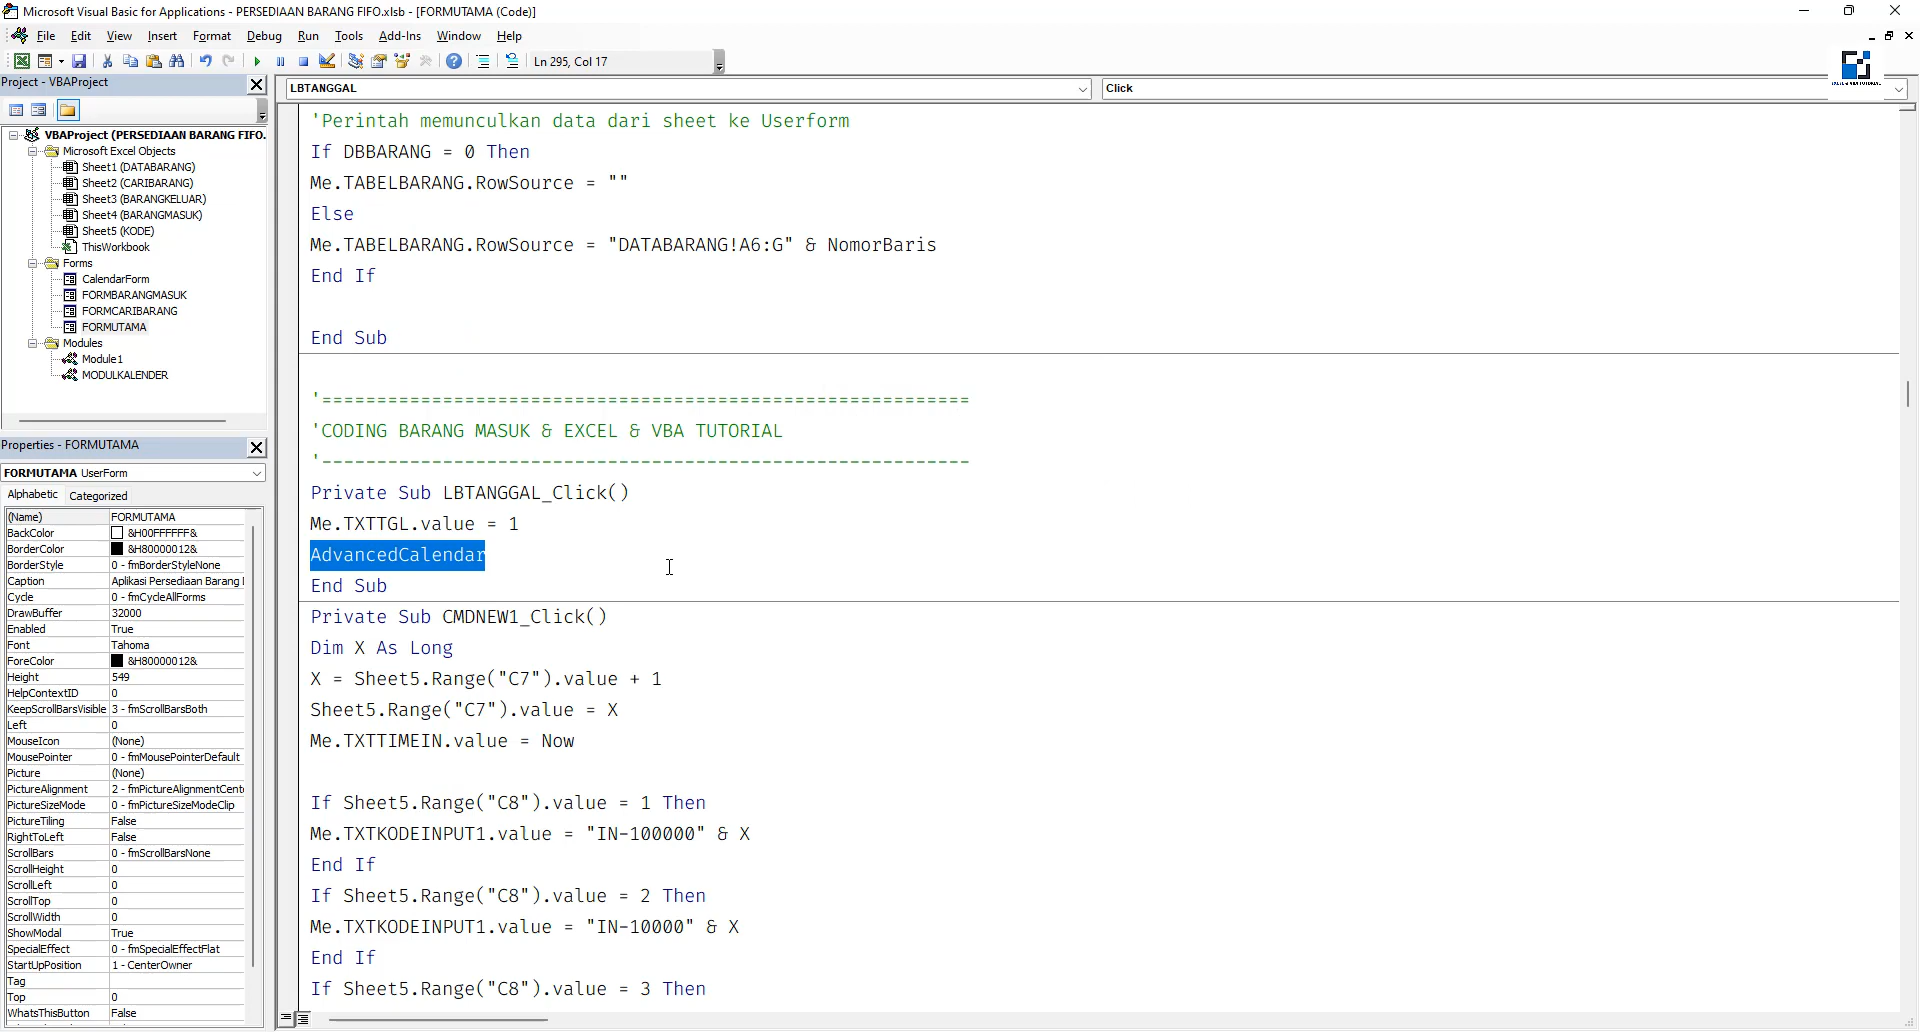 Microsoft Visual Basic for Applications - PERSEDIAAN BARANG FIFO.xlsb - [FORMUTAMA (Code)]
File Edit View Insert Format Debug Run Tools Add-Ins Window Help
Ln 295, Col 17
Project - VBAProject
LBTANGGAL
Click
VBAProject (PERSEDIAAN BARANG FIFO.
Microsoft Excel Objects
Sheet1 (DATABARANG)
Sheet2 (CARIBARANG)
Sheet3 (BARANGKELUAR)
Sheet4 (BARANGMASUK)
Sheet5 (KODE)
ThisWorkbook
Forms
CalendarForm
FORMBARANGMASUK
FORMCARIBARANG
FORMUTAMA
Modules
Module1
MODULKALENDER
Properties - FORMUTAMA
FORMUTAMA UserForm
Alphabetic Categorized
(Name) FORMUTAMA
BackColor &H00FFFFFF&
BorderColor &H80000012&
BorderStyle 0 - fmBorderStyleNone
Caption Aplikasi Persediaan Barang
Cycle 0 - fmCycleAllForms
DrawBuffer 32000
Enabled True
Font Tahoma
ForeColor &H80000012&
Height 549
HelpContextID 0
KeepScrollBarsVisible 3 - fmScrollBarsBoth
Left 0
MouseIcon (None)
MousePointer 0 - fmMousePointerDefault
Picture (None)
PictureAlignment 2 - fmPictureAlignmentCent
PictureSizeMode 0 - fmPictureSizeModeClip
PictureTiling False
RightToLeft False
ScrollBars 0 - fmScrollBarsNone
ScrollHeight 0
ScrollLeft 0
ScrollTop 0
ScrollWidth 0
ShowModal True
SpecialEffect 0 - fmSpecialEffectFlat
StartUpPosition 1 - CenterOwner
Tag
Top 0
WhatsThisButton False
'Perintah memunculkan data dari sheet ke Userform
If DBBARANG = 0 Then
Me.TABELBARANG.RowSource = ""
Else
Me.TABELBARANG.RowSource = "DATABARANG!A6:G" & NomorBaris
End If
End Sub
'===========================================================
'CODING BARANG MASUK & EXCEL & VBA TUTORIAL
'-----------------------------------------------------------
Private Sub LBTANGGAL_Click()
Me.TXTTGL.value = 1
AdvancedCalendar
End Sub
Private Sub CMDNEW1_Click()
Dim X As Long
X = Sheet5.Range("C7").value + 1
Sheet5.Range("C7").value = X
Me.TXTTIMEIN.value = Now
If Sheet5.Range("C8").value = 1 Then
Me.TXTKODEINPUT1.value = "IN-100000" & X
End If
If Sheet5.Range("C8").value = 2 Then
Me.TXTKODEINPUT1.value = "IN-10000" & X
End If
If Sheet5.Range("C8").value = 3 Then